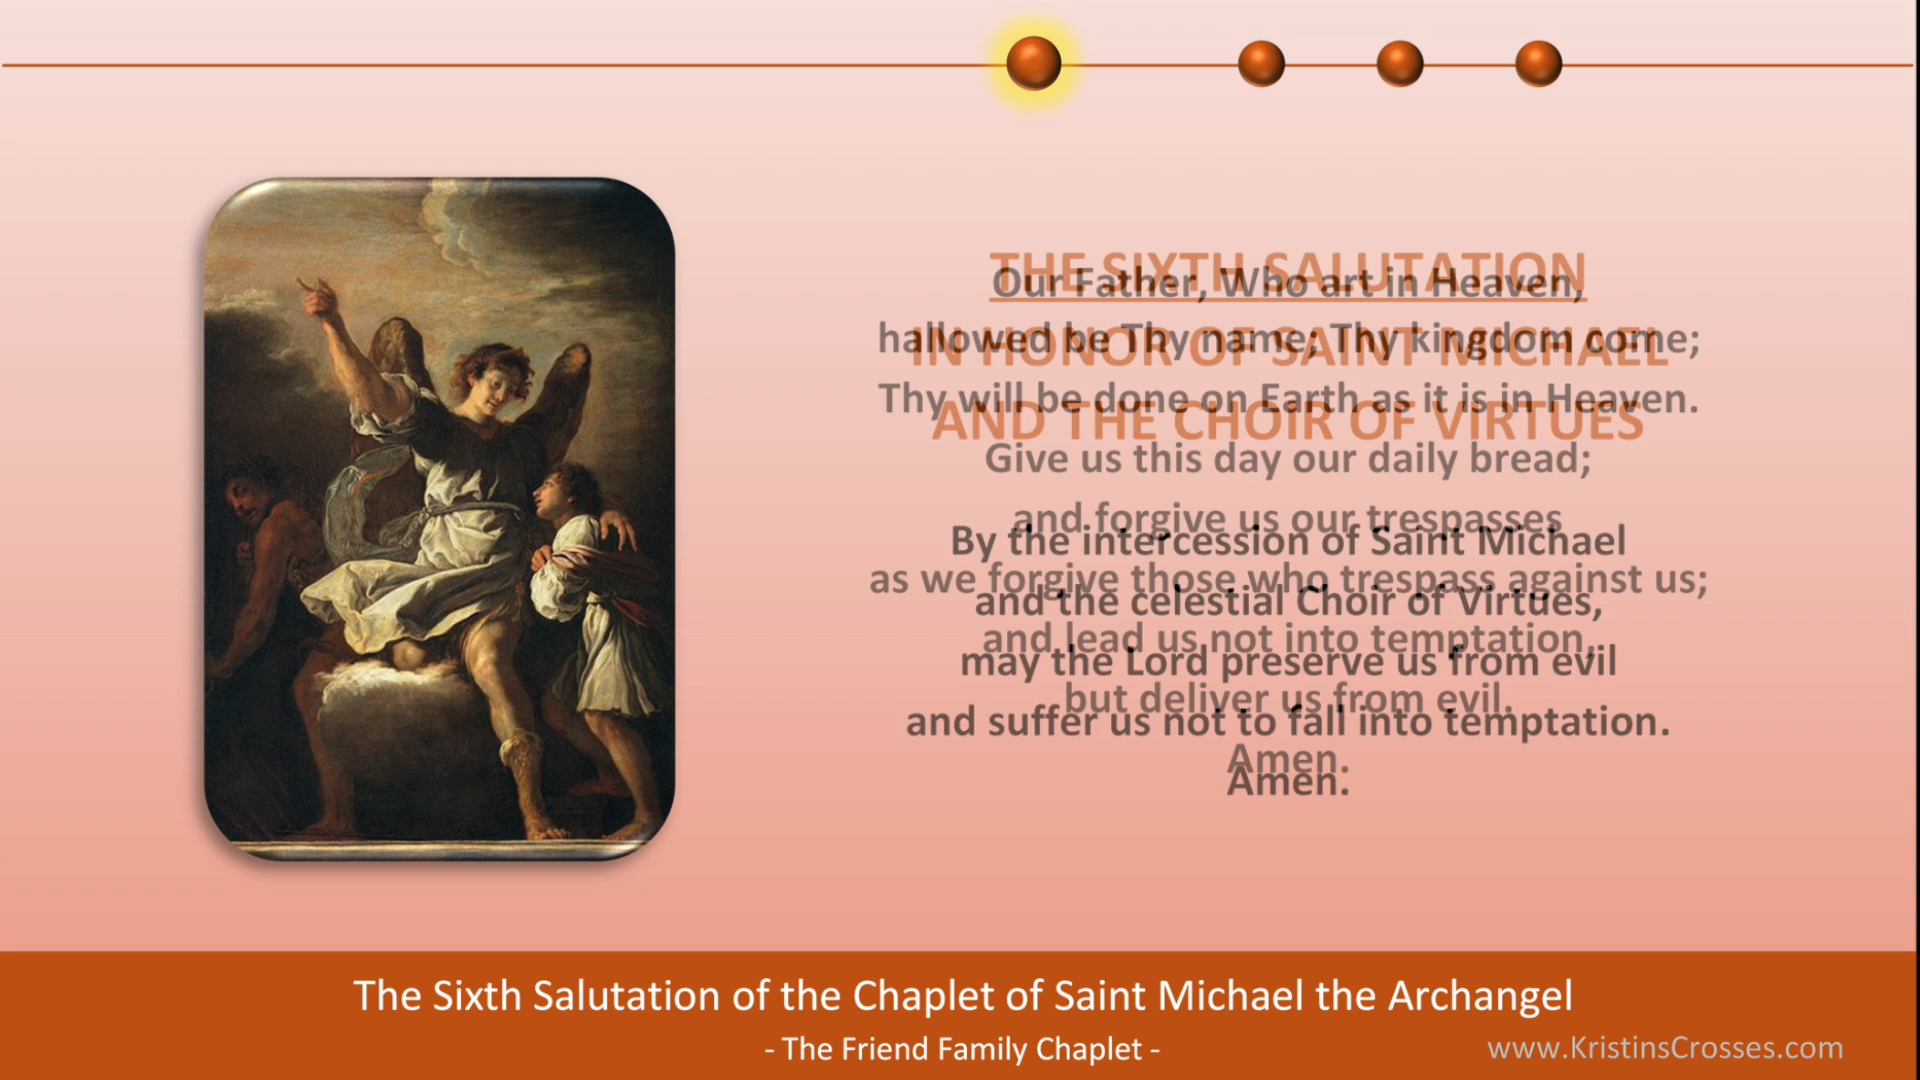 THE SIXTH SALUTATION
IN HONOR OF SAINT MICHAEL
AND THE CHOIR OF VIRTUES
By the intercession of Saint Michael
and the celestial Choir of Virtues,
may the Lord preserve us from evil
and suffer us not to fall into temptation.
Amen.
Our Father, Who art in Heaven,
hallowed be Thy name; Thy kingdom come;
Thy will be done on Earth as it is in Heaven.
Give us this day our daily bread;
and forgive us our trespasses
as we forgive those who trespass against us;
and lead us not into temptation,
but deliver us from evil.
Amen.
The Sixth Salutation of the Chaplet of Saint Michael the Archangel
- The Friend Family Chaplet -
www.KristinsCrosses.com